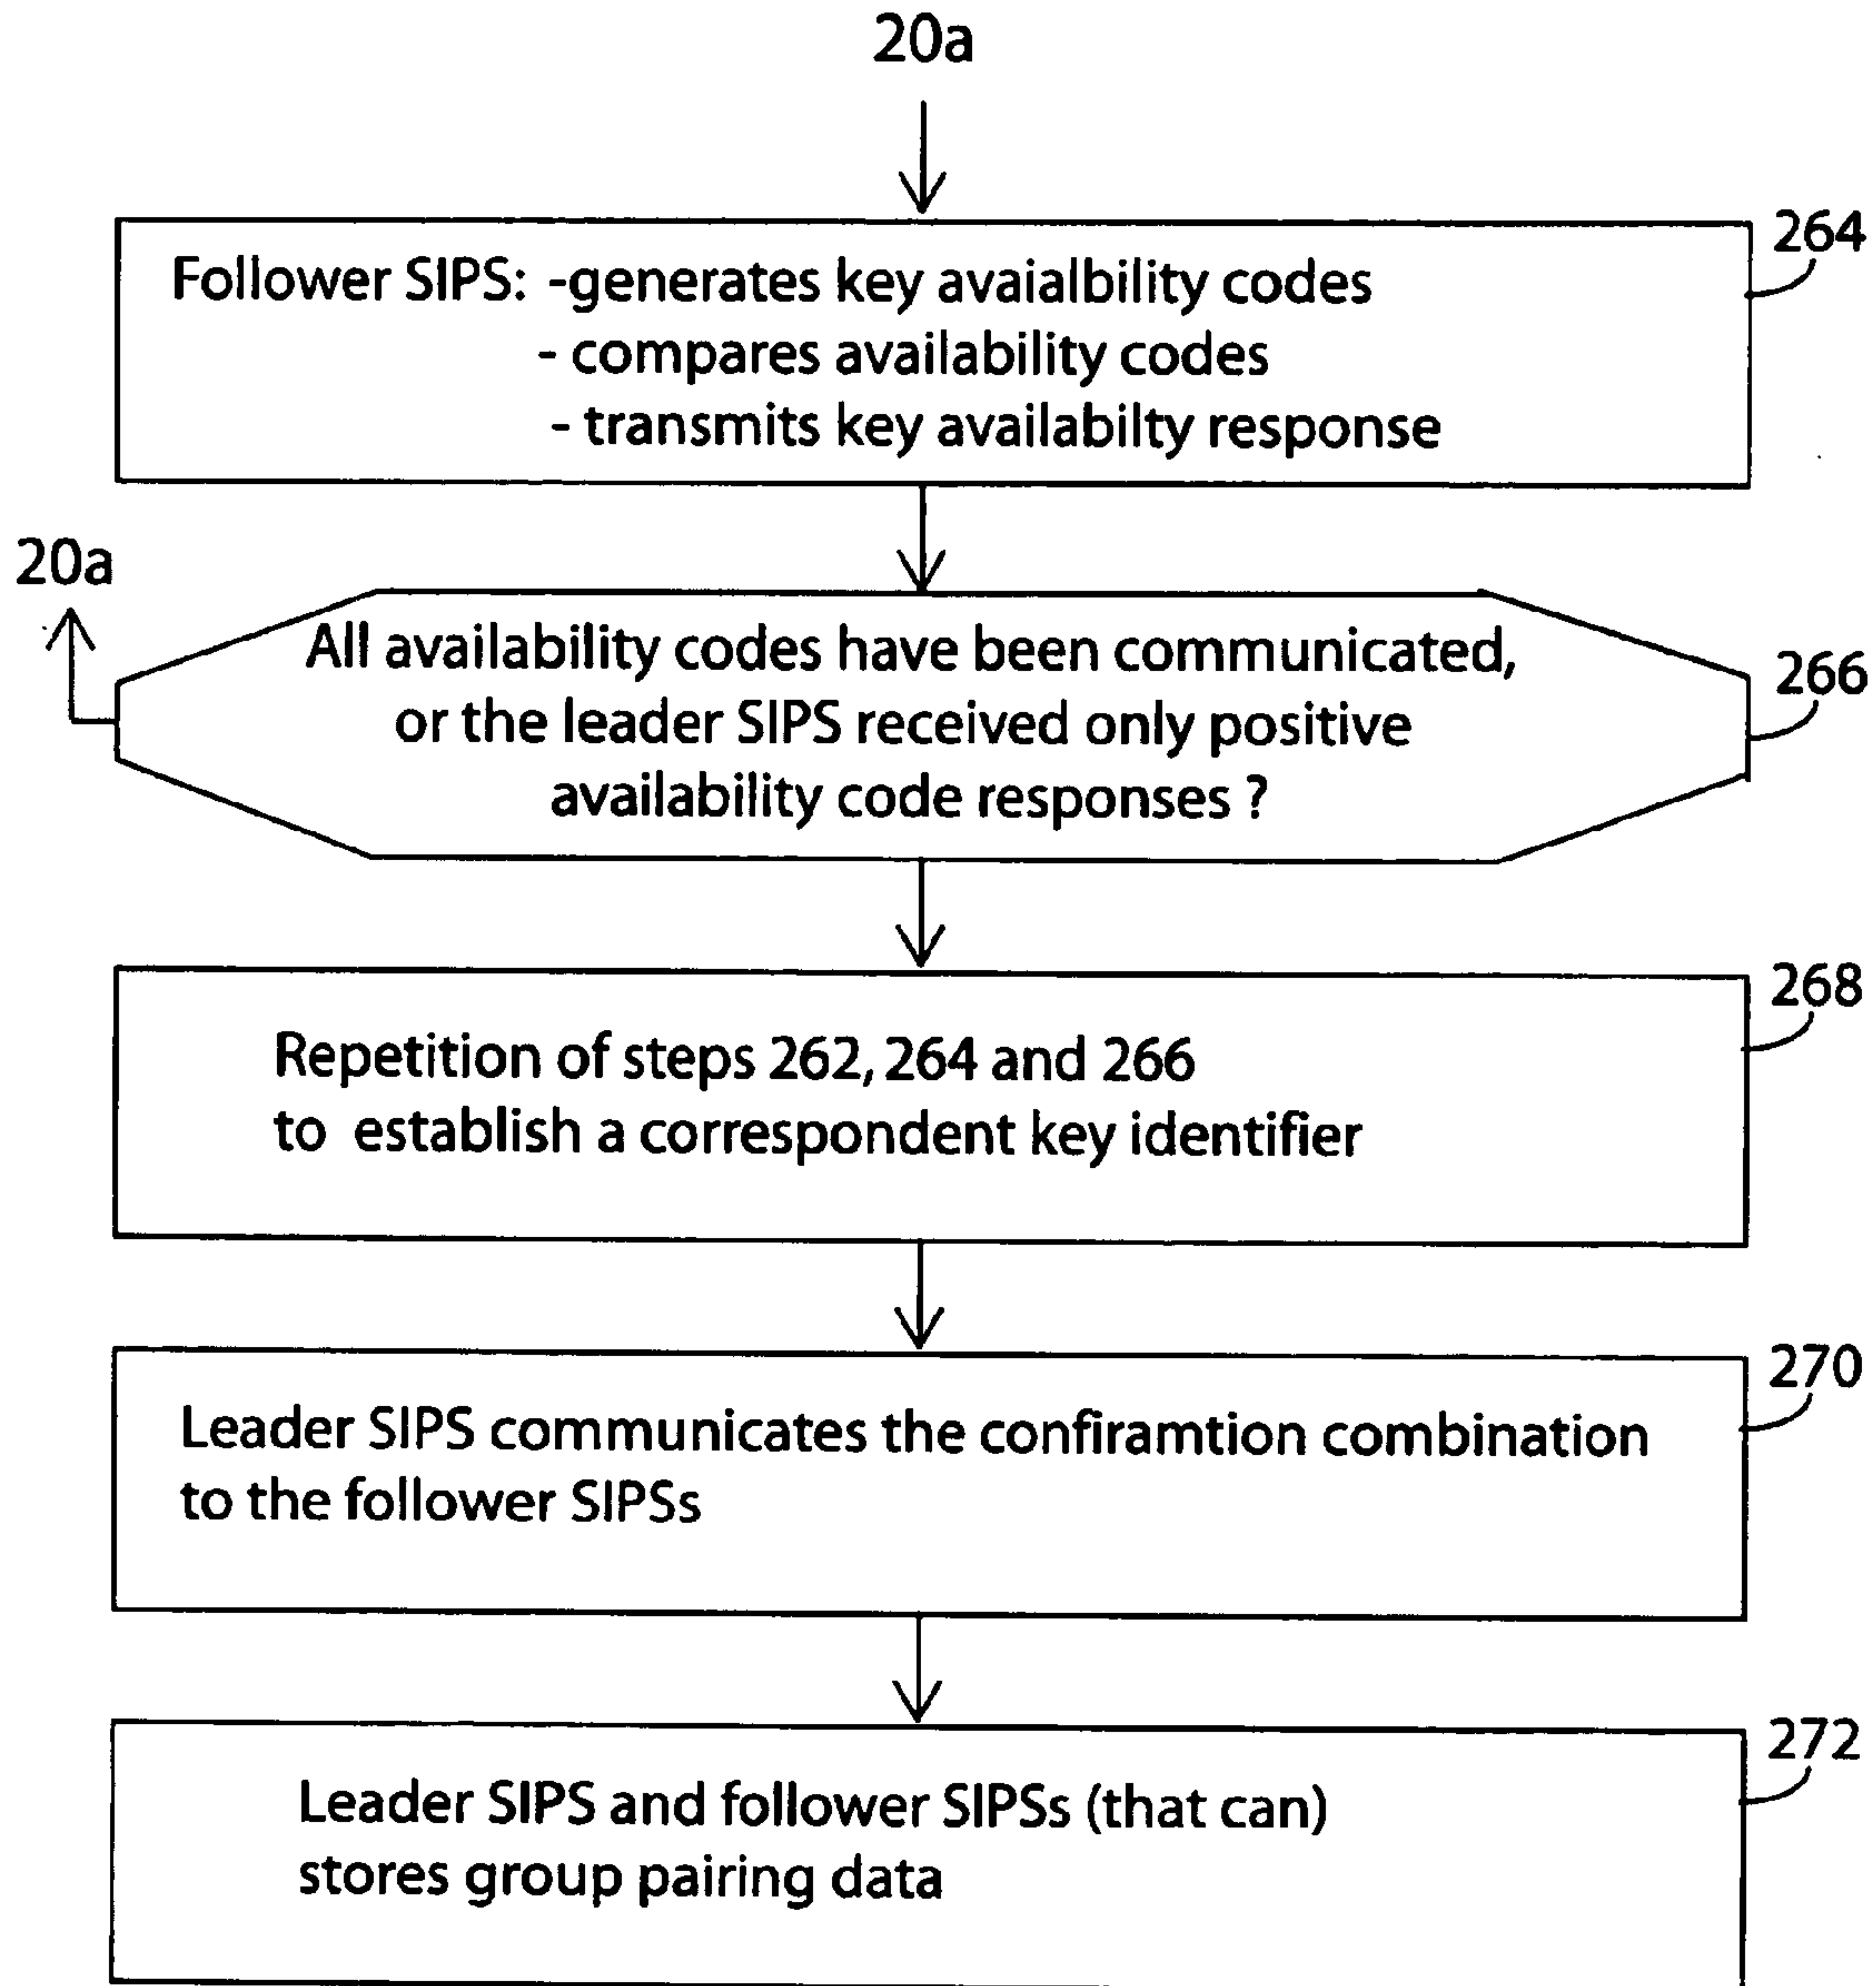 20a
264
Follower SIPS: -generates key avaialbility codes
- compares availability codes
- transmits key availabilty response
20a
266
All availability codes have been communicated,
or the leader SIPS received only positive
availability code responses ?
268
Repetition of steps 262, 264 and 266
to establish a correspondent key identifier
270
Leader SIPS communicates the confiramtion combination
to the follower SIPSs
272
Leader SIPS and follower SIPSs (that can)
stores group pairing data